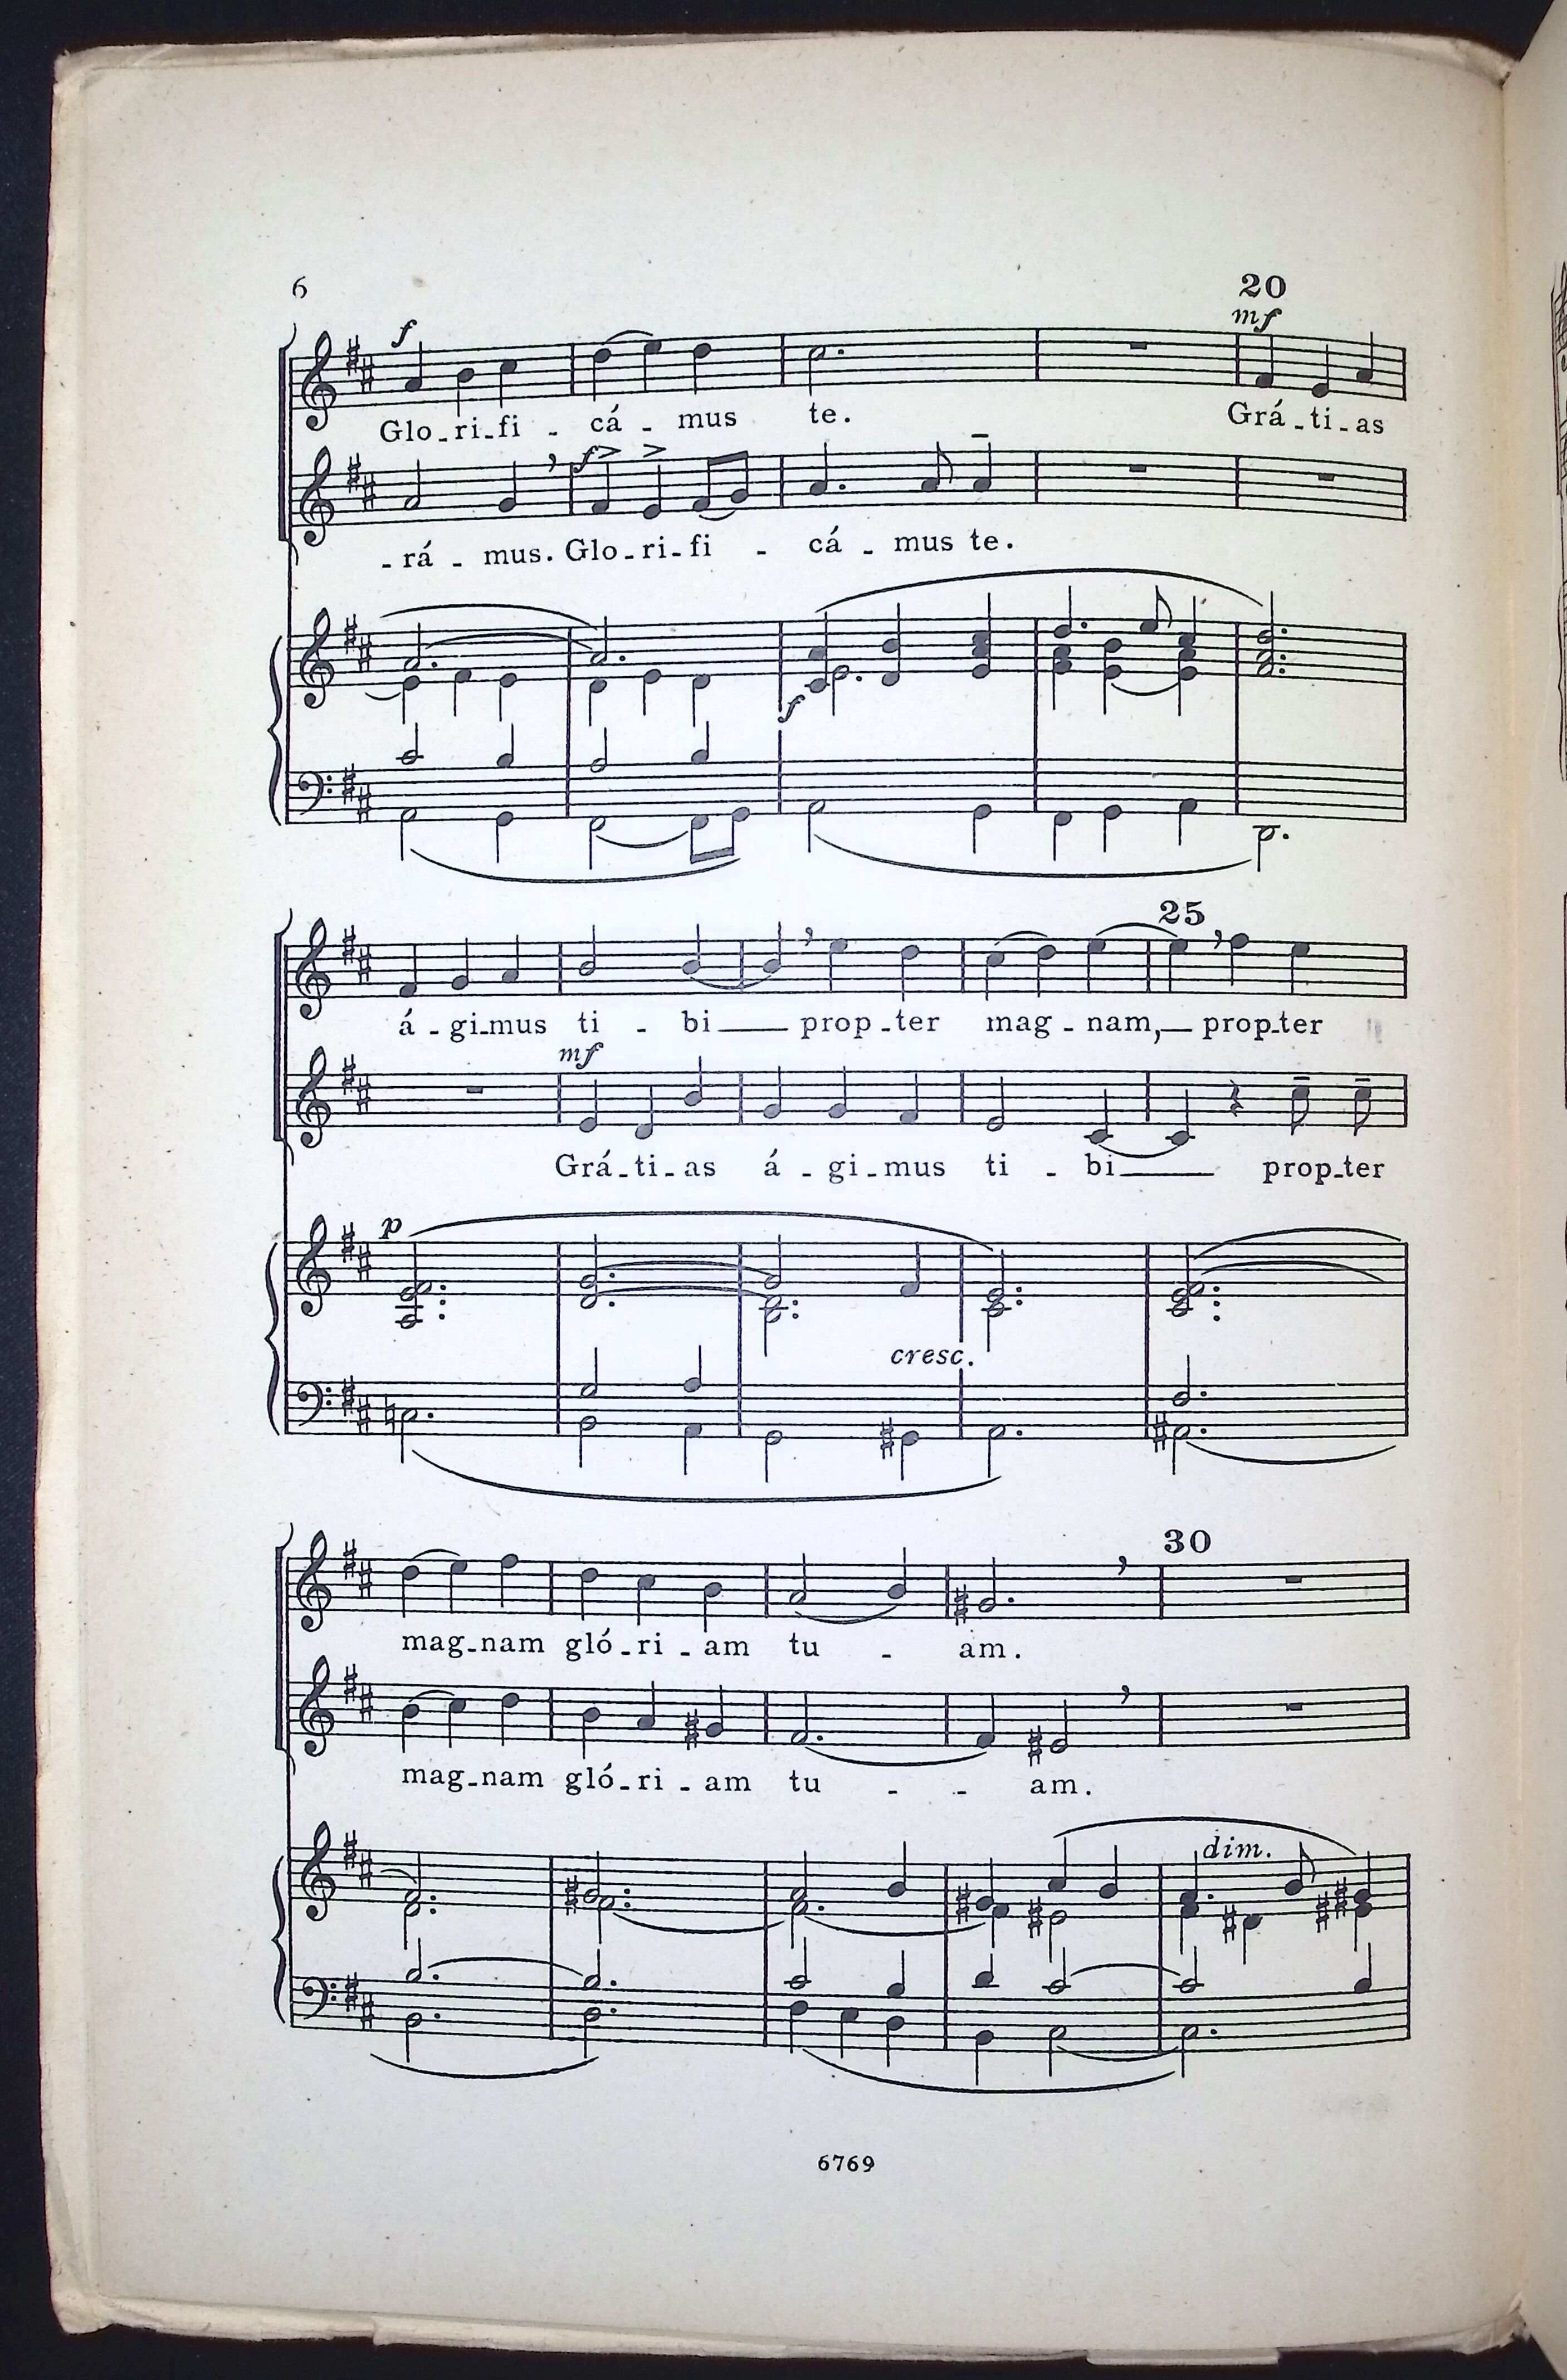 6
20
f
mf
Glo-ri-fi - cá - mus te. Grá-ti-as
f
-rá - mus. Glo-ri-fi - cá - mus te.
f
25
á-gi-mus ti - bi prop-ter mag-nam, prop-ter
mf
Grá-ti-as á-gi-mus ti - bi prop-ter
p
cresc.
30
mag-nam gló-ri-am tu - am.
mag-nam gló-ri-am tu - - am.
dim.
6769